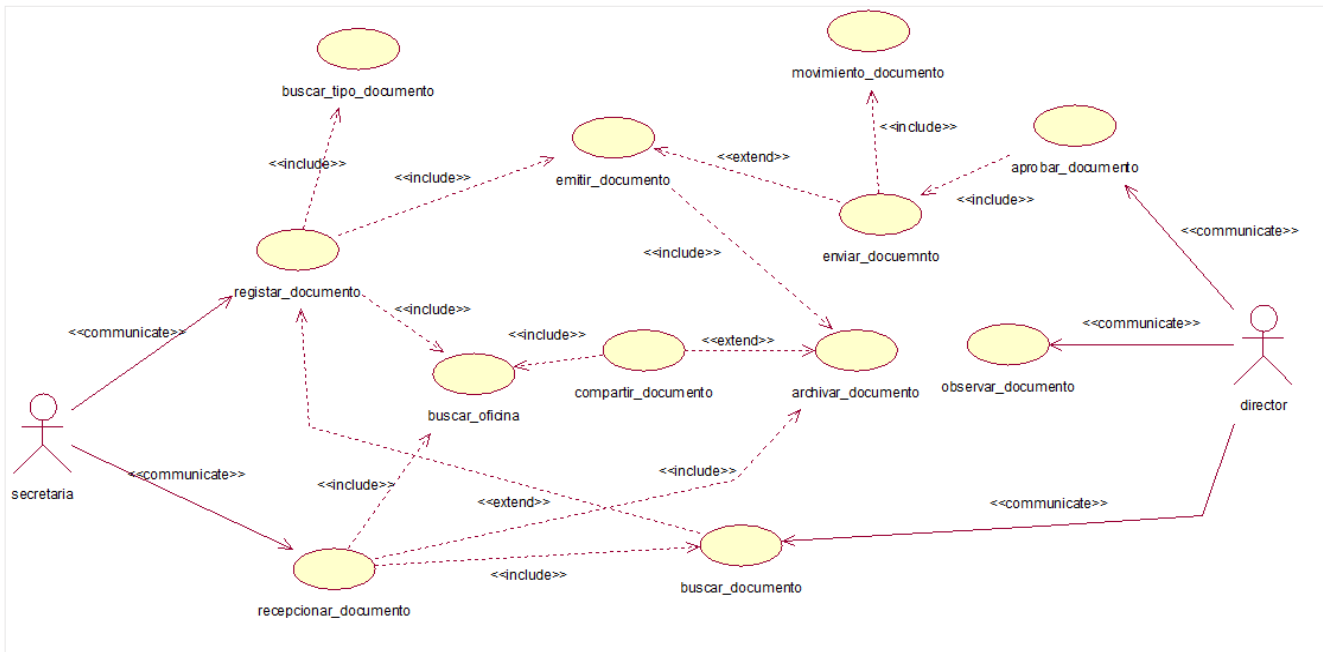 buscar_tipo_documento
movimiento_documento
<<include>>
<<extend>>
<<include>>
<<include>>
emitir_documento
aprobar_documento
<<include>>
<<communicate>>
<<include>>
enviar_docuemnto
registar_documento
<<include>>
<<communicate>>
<<communicate>>
<<include>>
<<extend>>
compartir_documento
archivar_documento
observar_documento
buscar_oficina
director
<<communicate>>
<<include>>
<<include>>
secretaria
<<extend>>
<<communicate>>
<<include>>
buscar_documento
recepcionar_documento